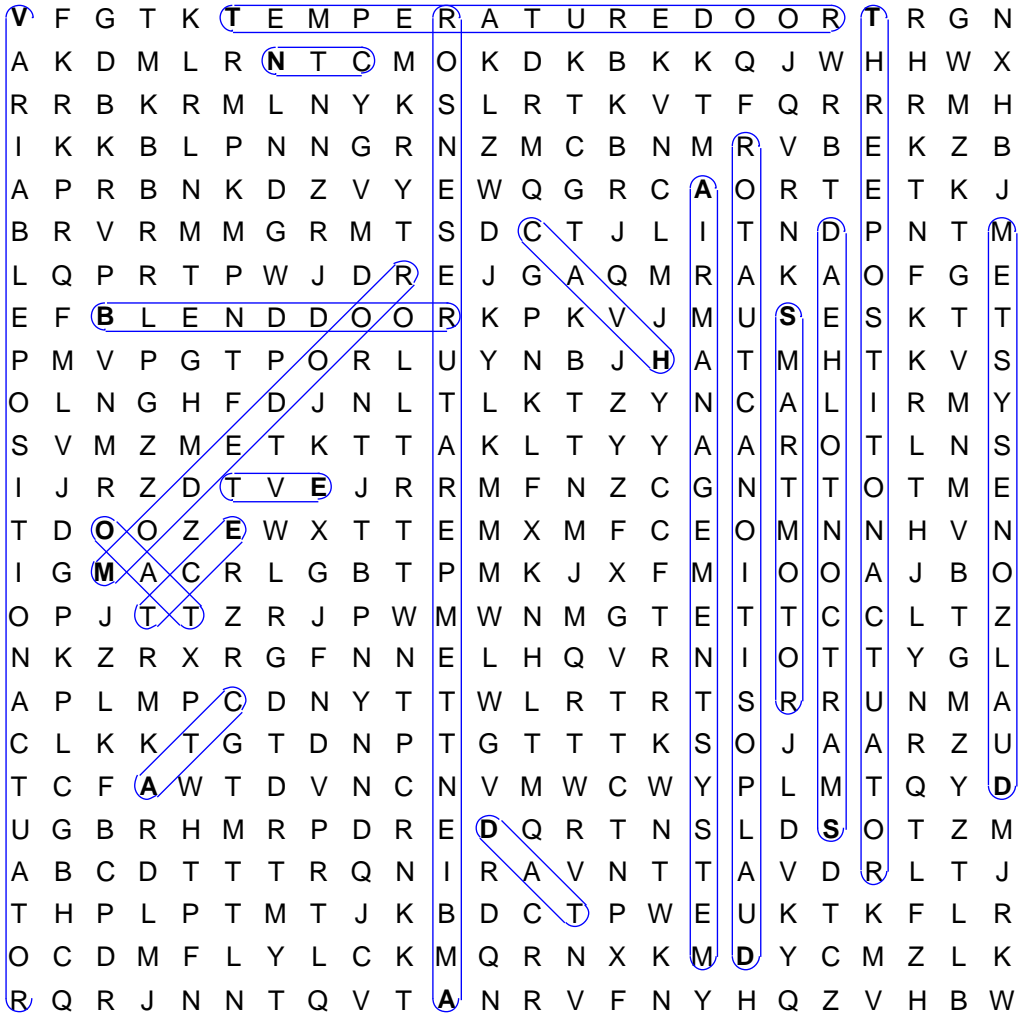 V F G T K T E M P E R A T U R E D O O R T R G N
A K D M L R N T C M O K D K B K K Q J W H H W X
R R B K R M L N Y K S L R T K V T F Q R R R M H
I K K B L P N N G R N Z M C B N M R V B E K Z B
A P R B N K D Z V Y E W Q G R C A O R T E T K J
B R V R M M G R M T S D C T J L I T N D P N T M
L Q P R T P W J D R E J G A Q M R A K A O F G E
E F B L E N D D O O R K P K V J M U S E S K T T
P M V P G T P O R L U Y N B J H A T M H T K V S
O L N G H F D J N L T L K T Z Y N C A L I R M Y
S V M Z M E T K T T A K L T Y Y A A R O T L N S
I J R Z D T V E J R R M F N Z C G N T T O T M E
T D O O Z E W X T T E M X M F C E O M N N H V N
I G M A C R L G B T P M K J X F M I O O A J B O
O P J T T Z R J P W M W N M G T E T T C C L T Z
N K Z R X R G F N N E L H Q V R N I O T T Y G L
A P L M P C D N Y T T W L R T R T S R R U N M A
C L K K T G T D N P T G T T T K S O J A A R Z U
T C F A W T D V N C N V M W C W Y P L M T Q Y D
U G B R H M R P D R E D Q R T N S L D S O T Z M
A B C D T T T R Q N I R A V N T T A V D R L T J
T H P L P T M T J K B D C T P W E U K T K F L R
O C D M F L Y L C K M Q R N X K M D Y C M Z L K
R Q R J N N T Q V T A N R V F N Y H Q Z V H B W